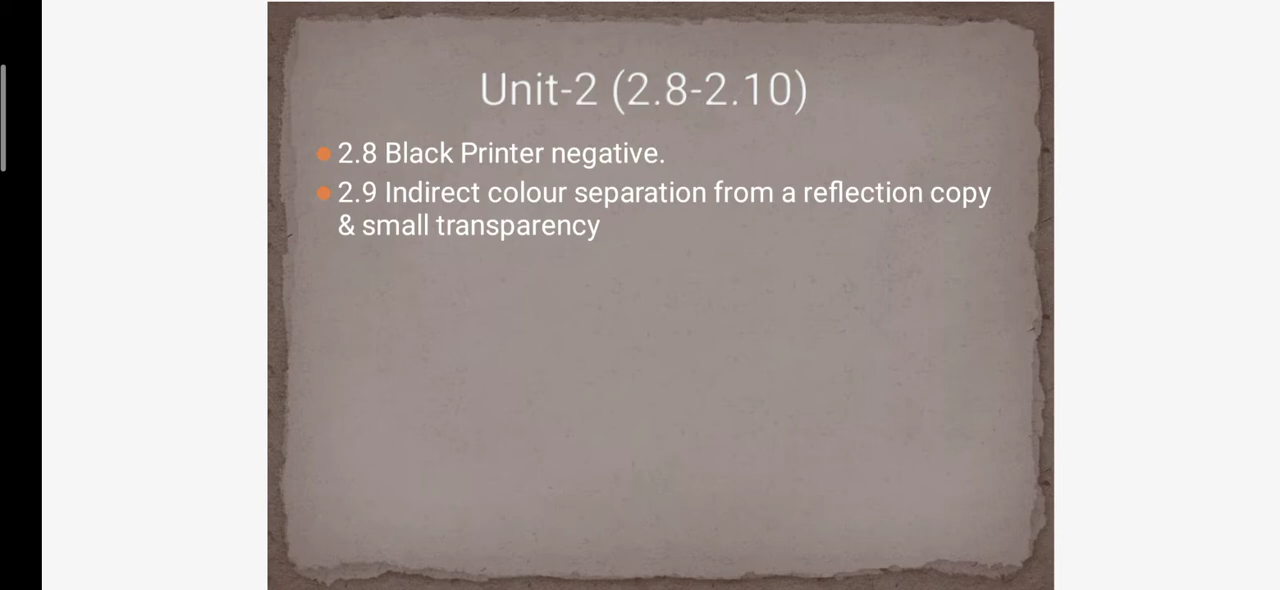 Unit-2 (2.8-2.10)
2.8 Black Printer negative.
2.9 Indirect colour separation from a reflection copy
& small transparency